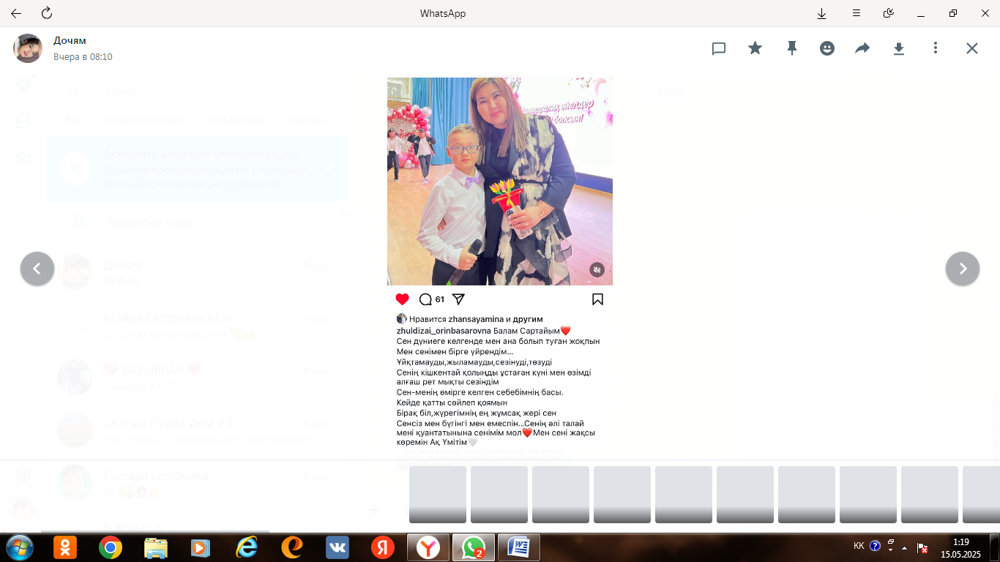 WhatsApp
Дочям
Вчера в 08:10
Поиск
Все Непрочитанное Избранное Группы
Включить фоновую синхронизацию
Закрытые чаты
Дочям
Фото
Майра Сестренка Моя
БАУЫРЛАР
«Алтын Орда» Дом 9 Б
Гүлсара сестренка
әйелдер
болсын!
61
Нравится zhansayamina и другим
zhuldizai_orinbasarovna Балам Сартайым❤️
Сен дүниеге келгенде мен ана болып туған жоқпын
Мен сенімен бірге үйрендім...
Ұйқтамауды,жыламауды,сезінуді,төзуді
Сенің кішкентай қолыңды ұстаған күні мен өзімді
алғаш рет мықты сезіндім
Сен-менің өмірге келген себебімнің басы.
Кейде қатты сөйлеп қоямын
Бірақ біл,жүрегімнің ең жұмсақ жері сен
Сенсіз мен бүгінгі мен емеспін...Сенің әлі талай
мені қуантатынына сенімім мол❤️Мен сені жақсы
көремін Ақ Үмітім🤍
2
KK
1:19
15.05.2025